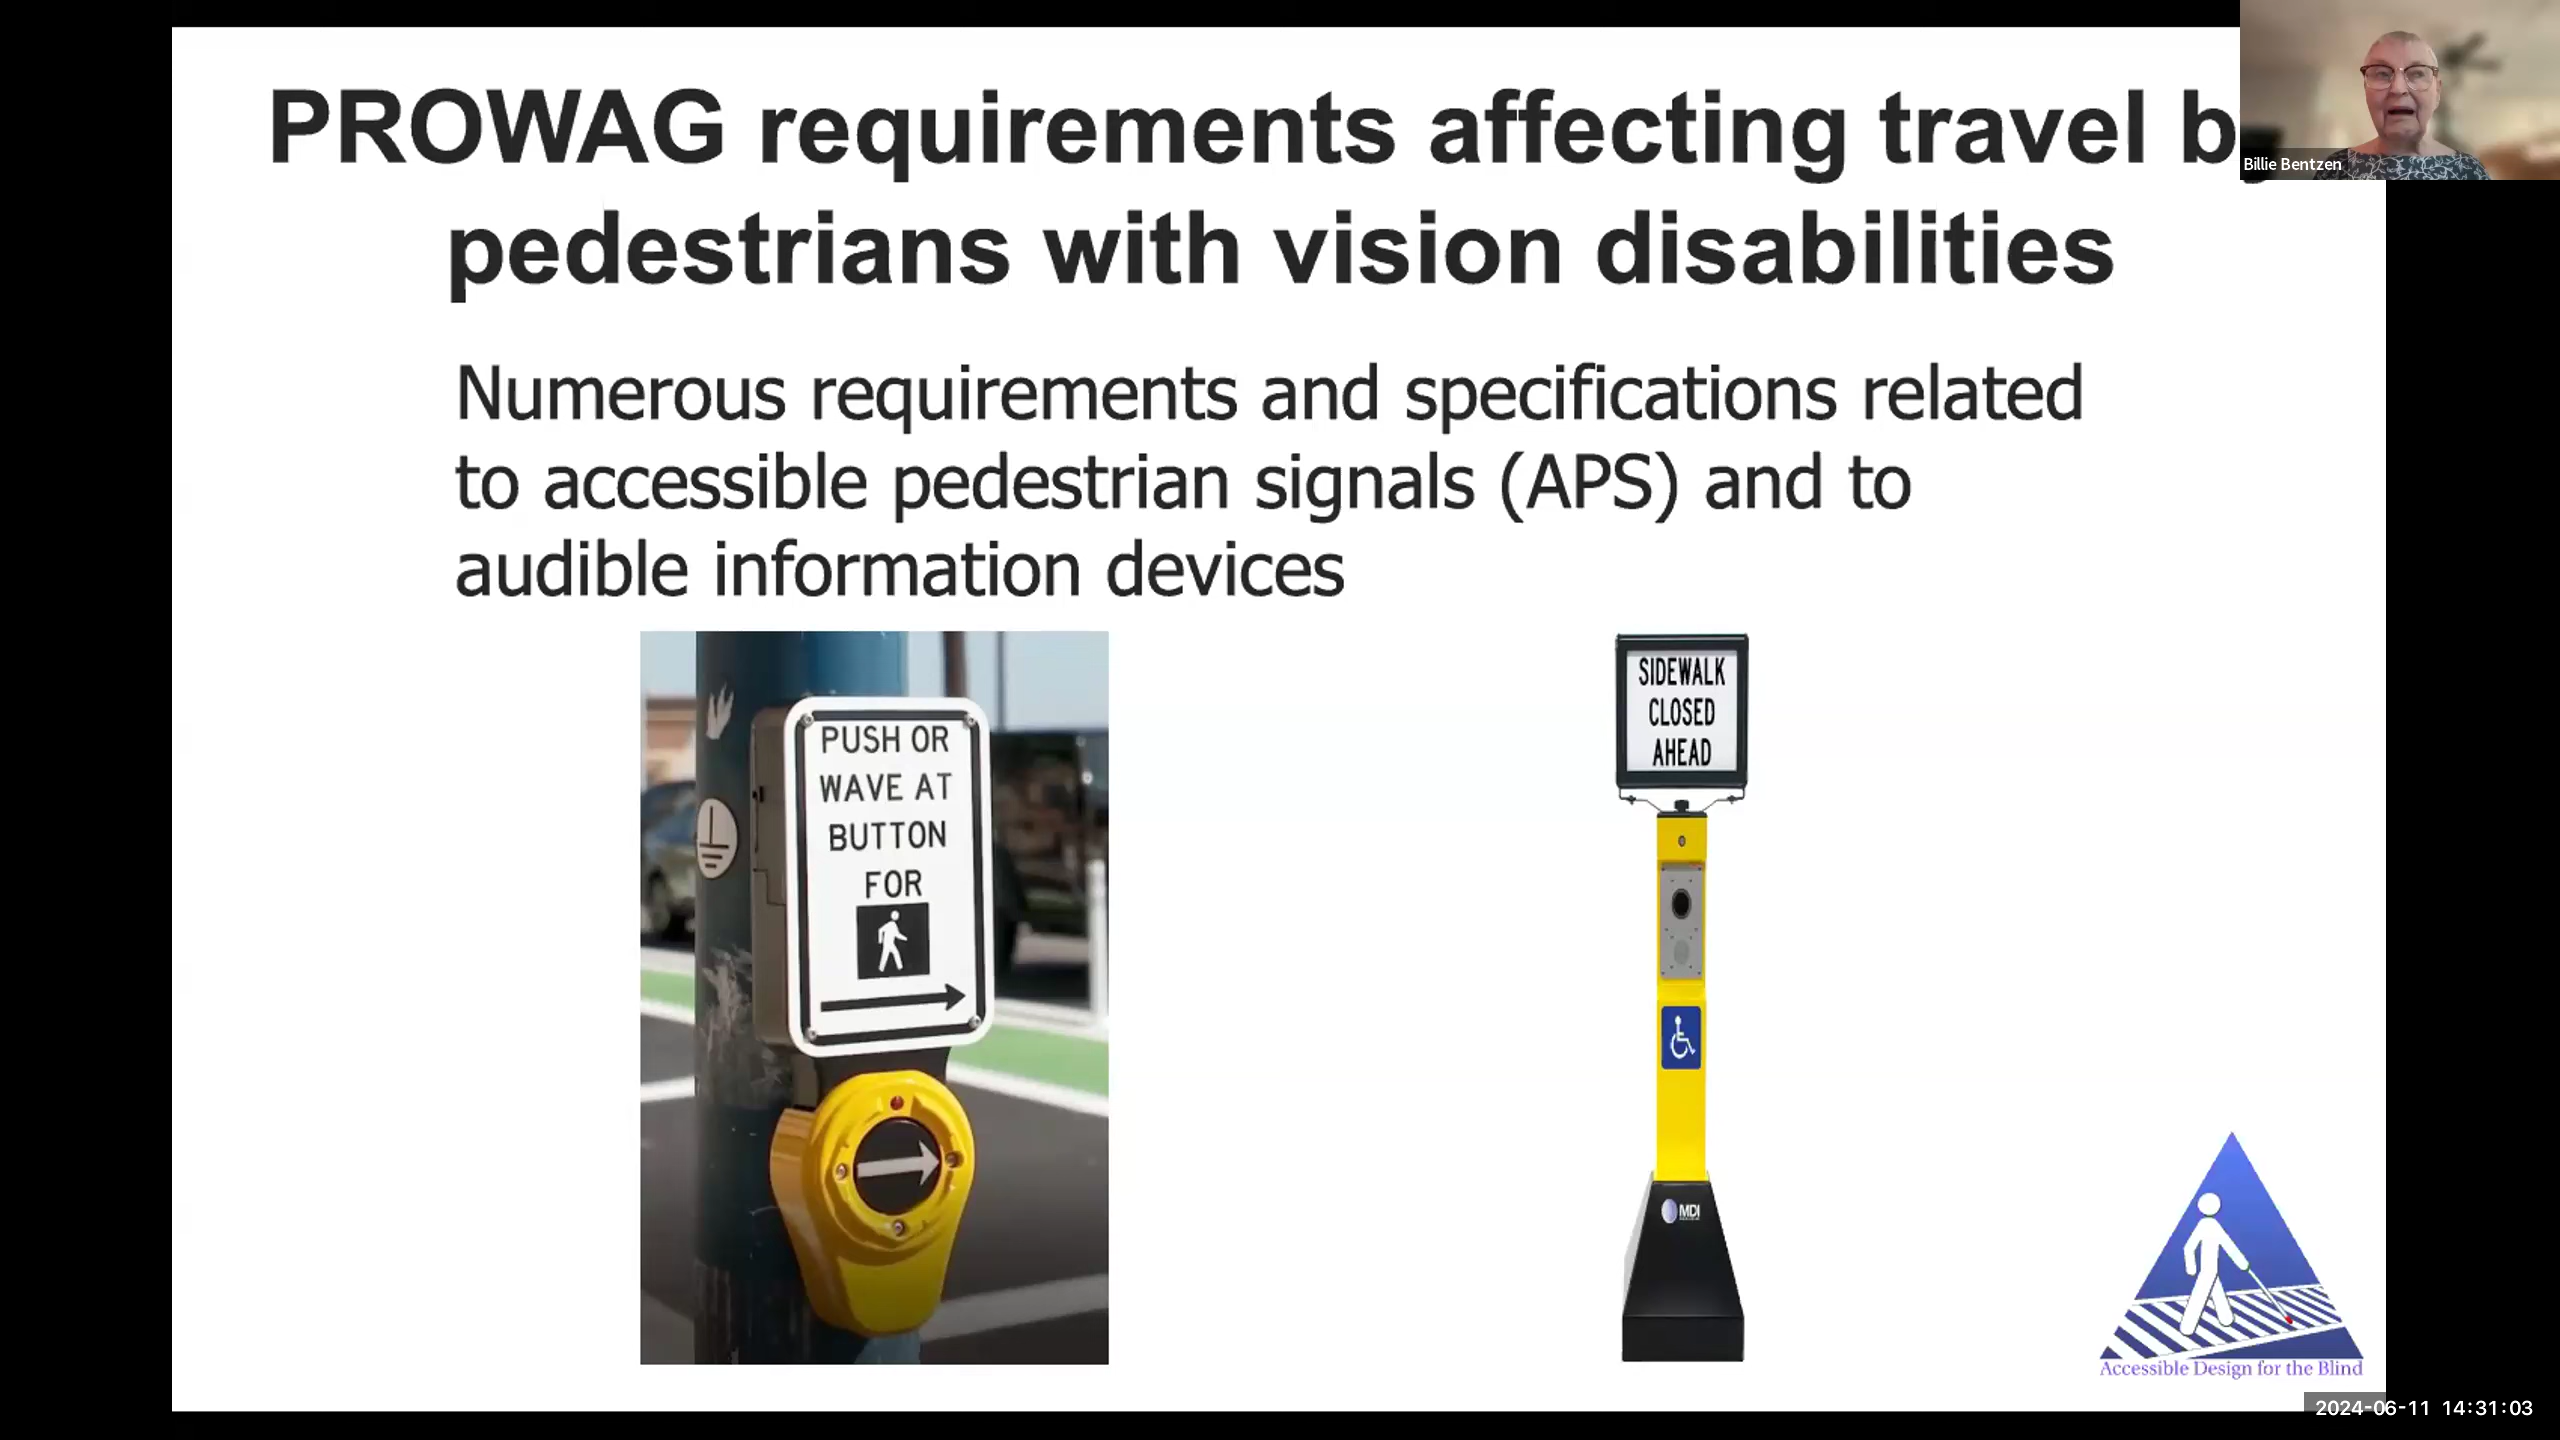 PROWAG requirements affecting travel b
pedestrians with vision disabilities
Billie Bentzen
Numerous requirements and specifications related
to accessible pedestrian signals (APS) and to
audible information devices
PUSH OR
WAVE AT
BUTTON
FOR
SIDEWALK
CLOSED
AHEAD
MDI
Accessible Design for the Blind
2024-06-11 14:31:03